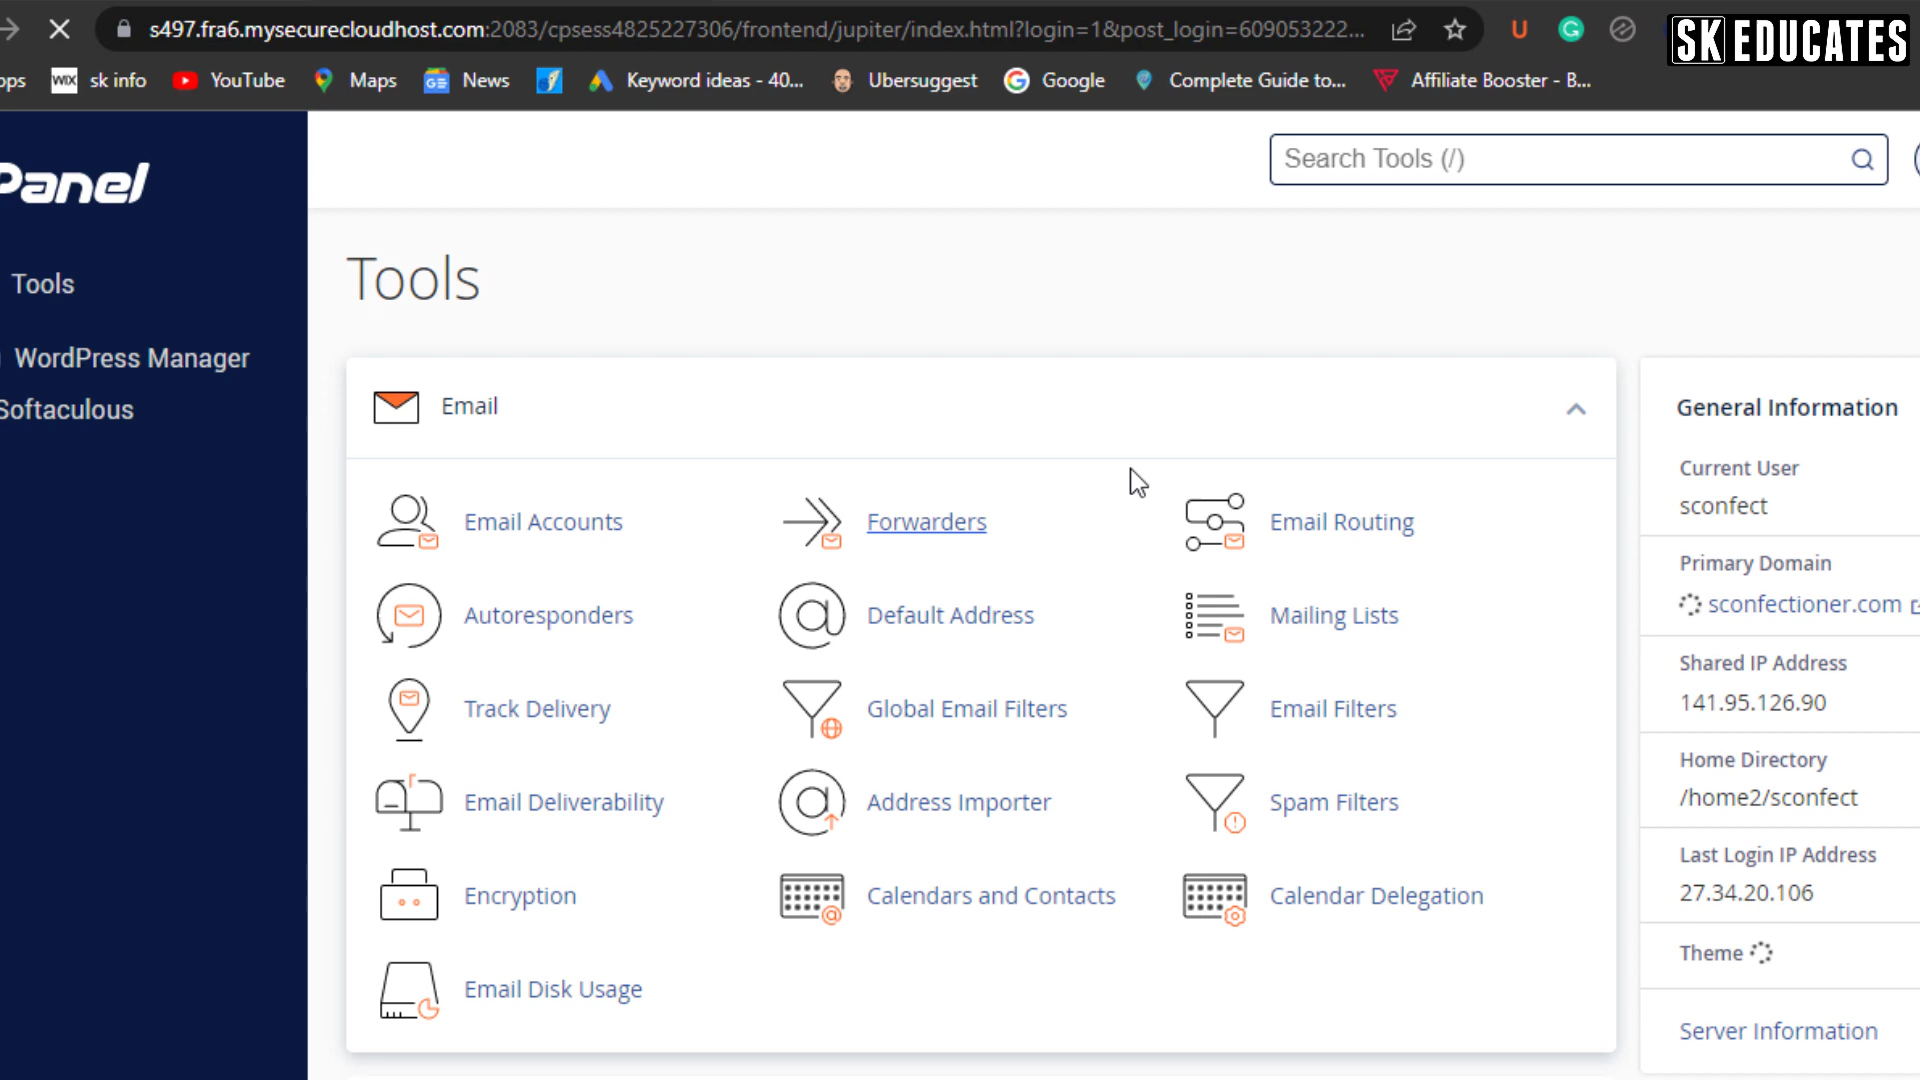 s497.fra6.mysecurecloudhost.com:2083/cpsess4825227306/frontend/jupiter/index.html?login=1&post_login=609053222...
U
G
SK EDUCATES
ops
WIX sk info
YouTube
Maps
GE News
Keyword ideas - 40...
Ubersuggest
Google
Complete Guide to...
Affiliate Booster - B...
Panel
Search Tools (/)
Tools
WordPress Manager
Softaculous
Tools
Email
Email Accounts
Forwarders
Email Routing
Autoresponders
Default Address
Mailing Lists
Track Delivery
Global Email Filters
Email Filters
Email Deliverability
Address Importer
Spam Filters
Encryption
Calendars and Contacts
Calendar Delegation
Email Disk Usage
General Information
Current User
sconfect
Primary Domain
sconfectioner.com
Shared IP Address
141.95.126.90
Home Directory
/home2/sconfect
Last Login IP Address
27.34.20.106
Theme
Server Information